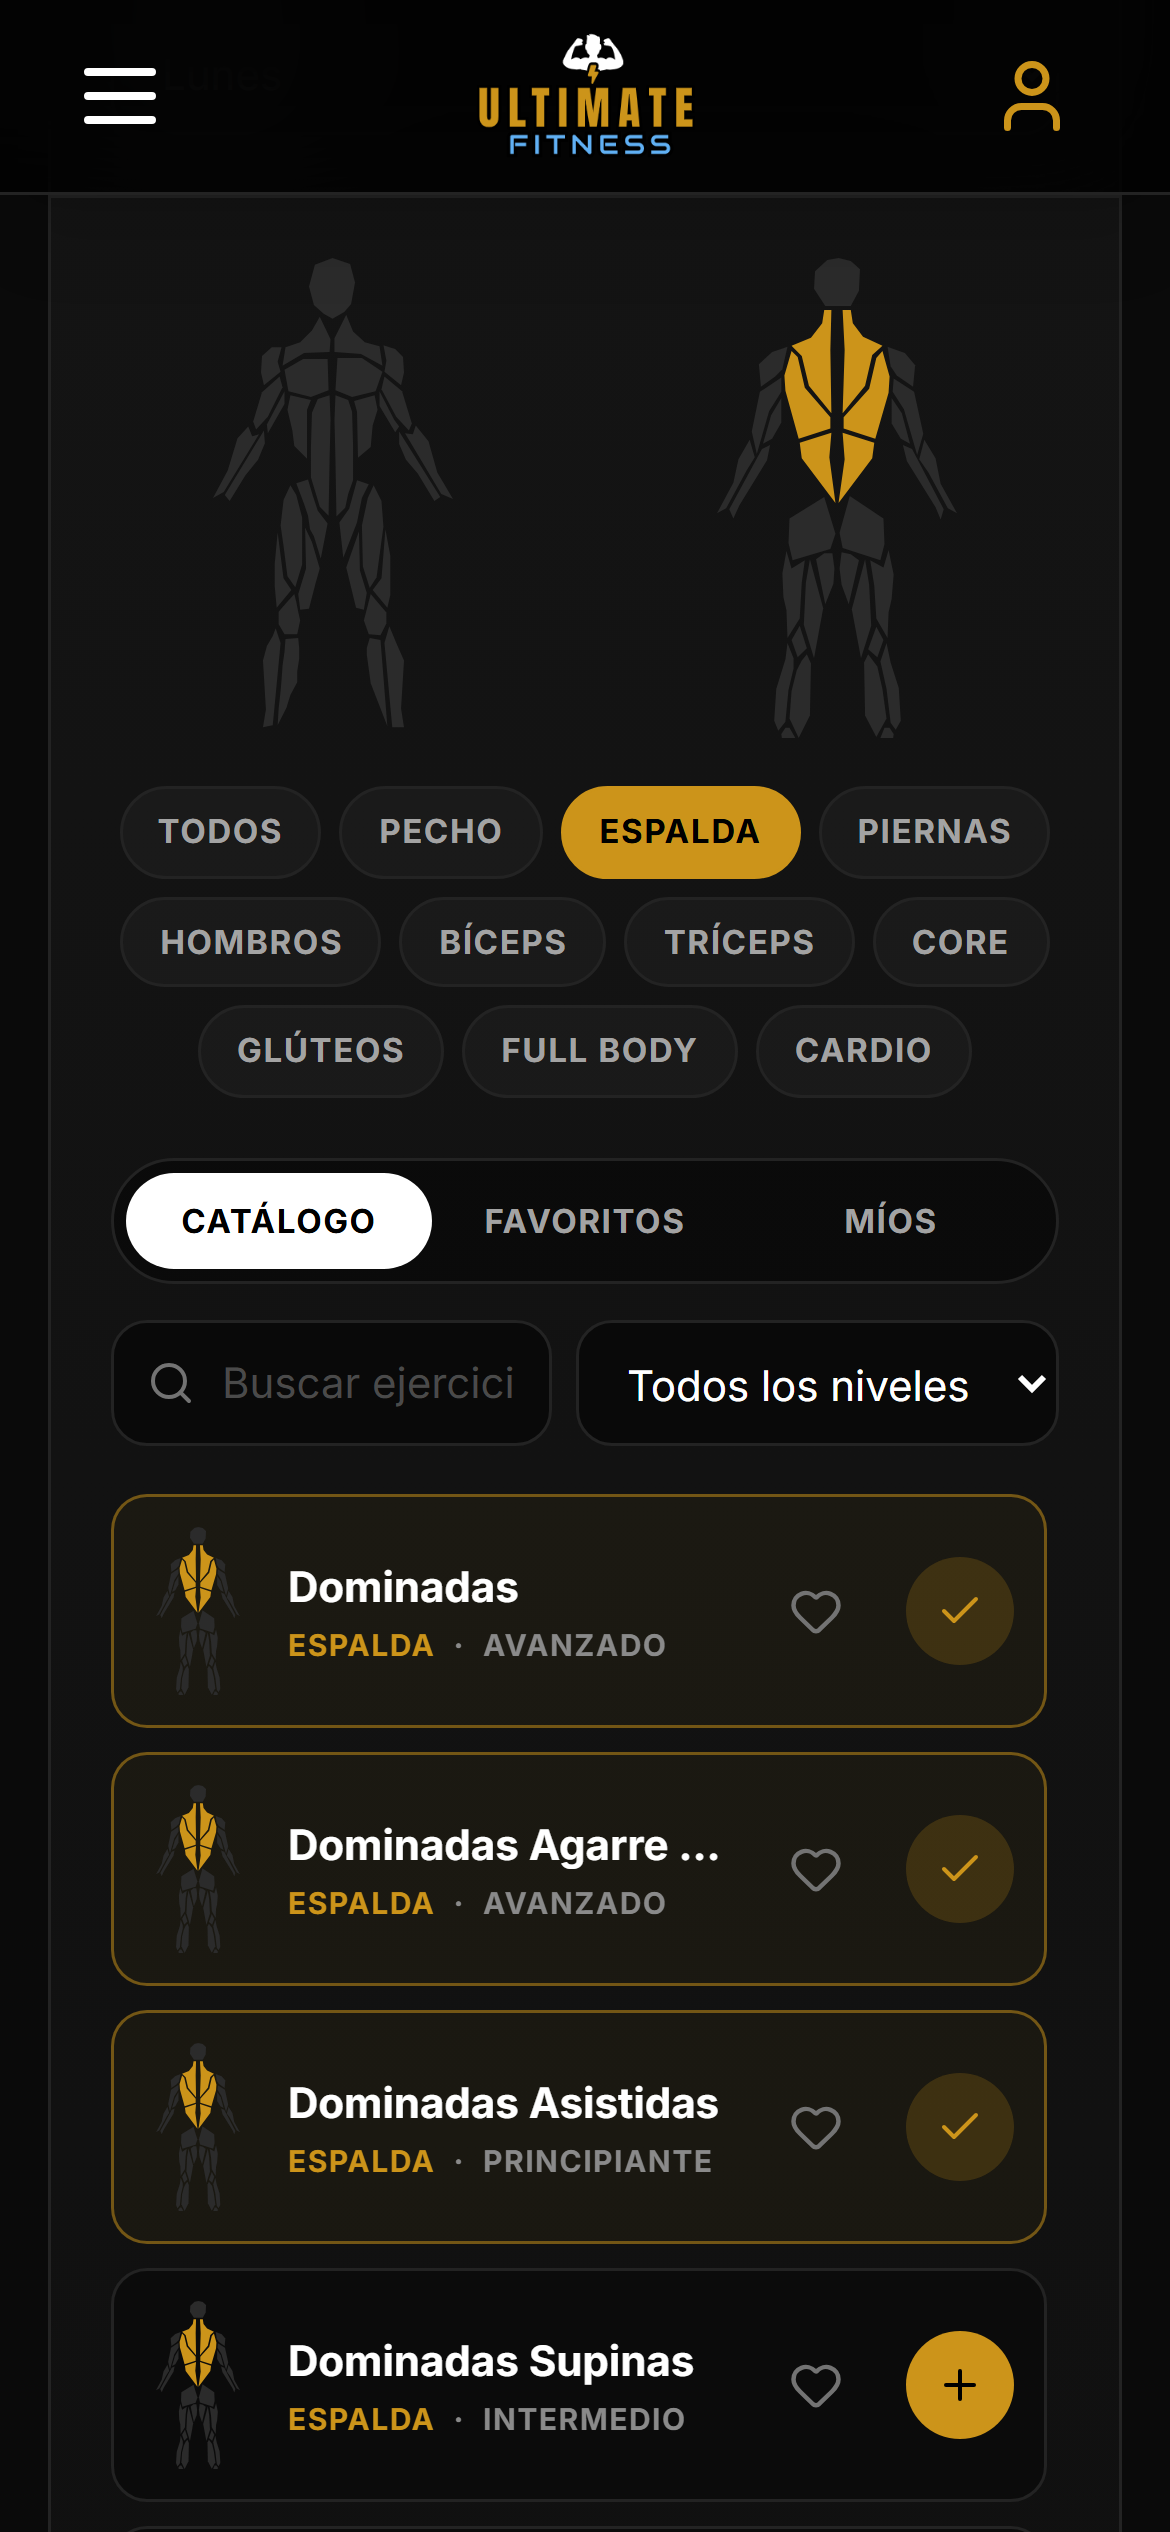 ULTIMATE
FITNESS
TODOS PECHO ESPALDA PIERNAS
HOMBROS BÍCEPS TRÍCEPS CORE
GLÚTEOS FULL BODY CARDIO
CATÁLOGO FAVORITOS MÍOS
Buscar ejercici Todos los niveles
Dominadas
ESPALDA · AVANZADO
Dominadas Agarre ...
ESPALDA · AVANZADO
Dominadas Asistidas
ESPALDA · PRINCIPIANTE
Dominadas Supinas
ESPALDA · INTERMEDIO